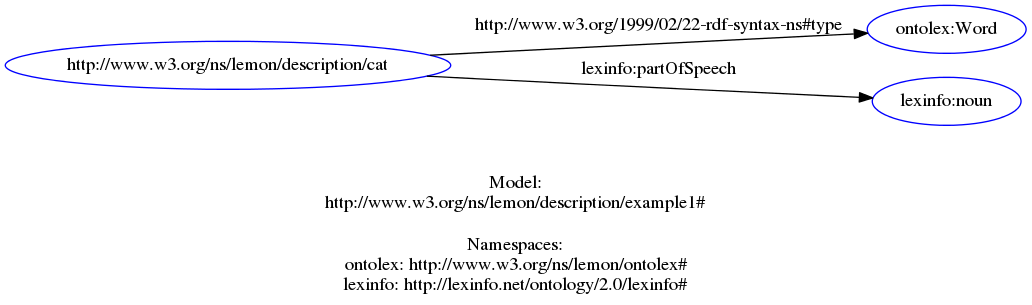 http://www.w3.org/1999/02/22-rdf-syntax-ns#type
ontolex:Word
http://www.w3.org/ns/lemon/description/cat
lexinfo:partOfSpeech
lexinfo:noun
Model:
http://www.w3.org/ns/lemon/description/example1#
Namespaces:
ontolex: http://www.w3.org/ns/lemon/ontolex#
lexinfo: http://lexinfo.net/ontology/2.0/lexinfo#